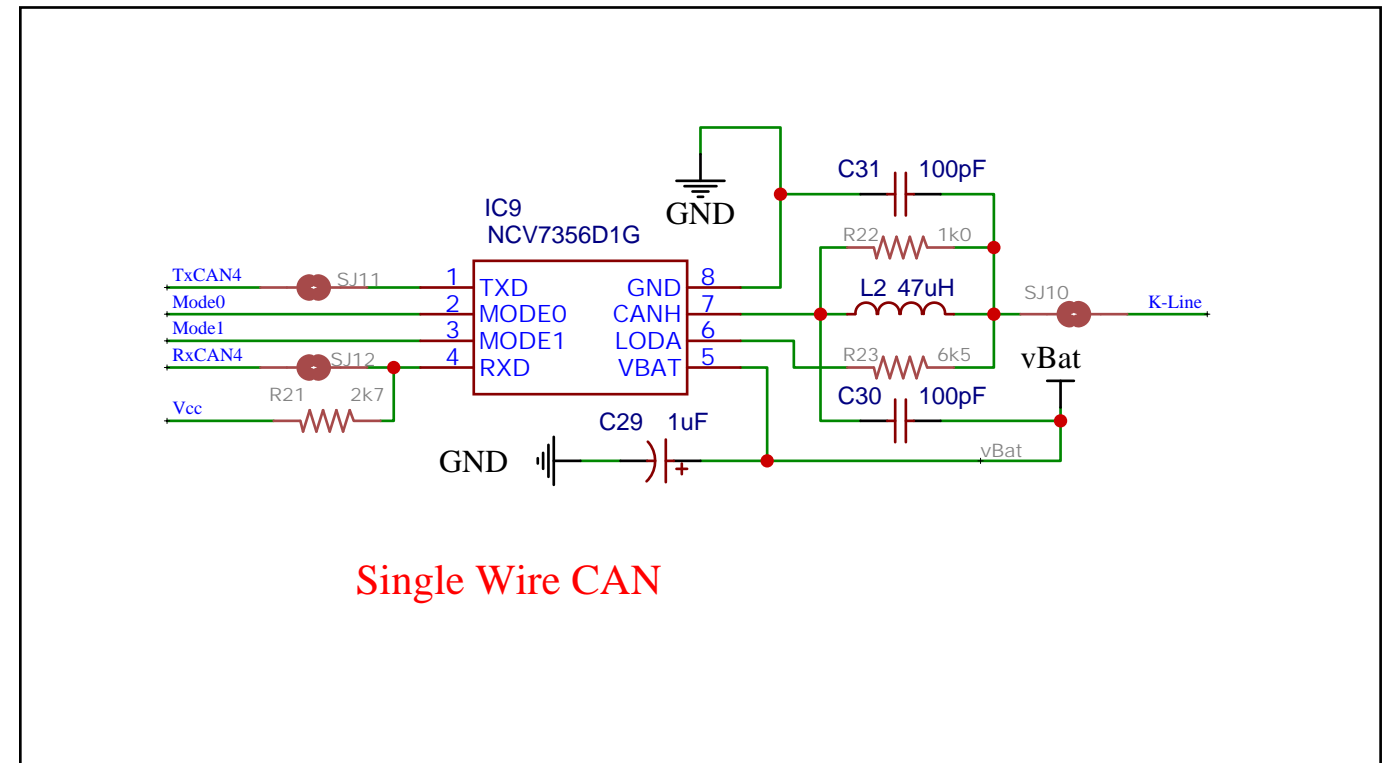 C31 100pF
IC9
NCV7356D1G
GND
R22 1k0
TxCAN4
SJ11
1 TXD
GND 8
L2 47uH
SJ10
K-Line
Mode0
2 MODE0
CANH 7
Mode1
3 MODE1
LODA 6
R23 6k5
vBat
RxCAN4
SJ12
4 RXD
VBAT 5
R21 2k7
C30 100pF
Vcc
C29 1uF
GND
+
vBat
Single Wire CAN